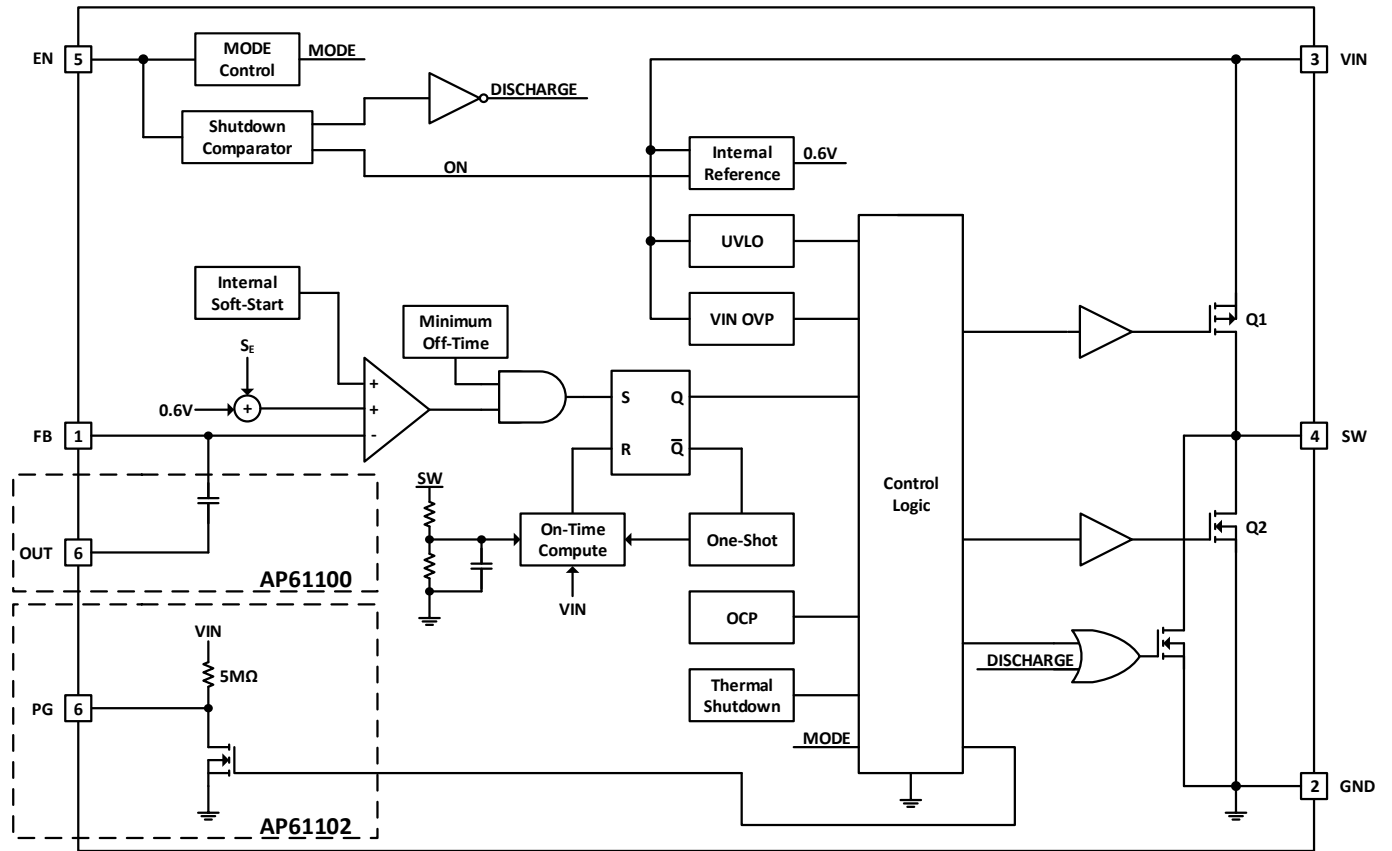 EN
5
MODE
Control
MODE
3
VIN
DISCHARGE
Shutdown
Comparator
ON
Internal
Reference
0.6V
UVLO
VIN OVP
Internal
Soft-Start
Minimum
Off-Time
Q1
SE
+
0.6V
+
+
-
S
Q
R
Q̅
FB
1
4
SW
Control
Logic
SW
On-Time
Compute
One-Shot
VIN
Q2
OUT
6
AP61100
OCP
VIN
5MΩ
DISCHARGE
PG
6
Thermal
Shutdown
MODE
2
GND
AP61102